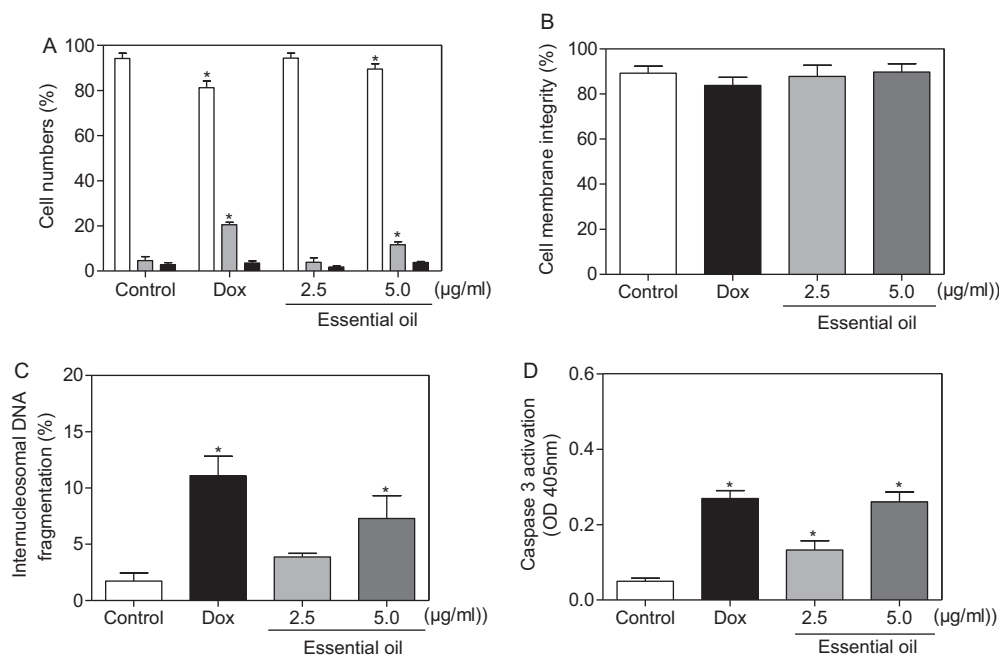 A
Cell numbers (%)
100
80
60
40
20
0
*
*
*
*
Control Dox 2.5 5.0 (µg/ml)
Essential oil
B
Cell membrane integrity (%)
100
80
60
40
20
0
Control Dox 2.5 5.0 (µg/ml))
Essential oil
C
Internucleosomal DNA
fragmentation (%)
20
15
10
5
0
*
*
Control Dox 2.5 5.0 (µg/ml))
Essential oil
D
Caspase 3 activation
(OD 405nm)
0.6
0.4
0.2
0.0
*
*
*
Control Dox 2.5 5.0 (µg/ml))
Essential oil